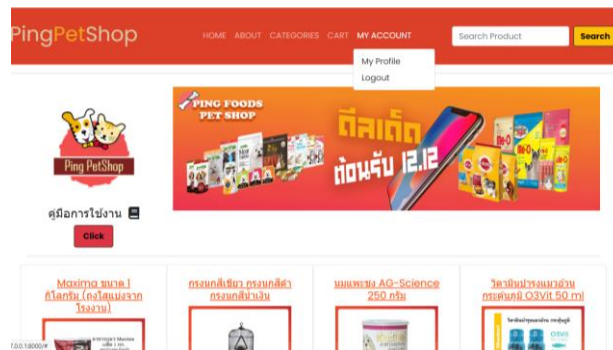 PingPetShop
HOME ABOUT CATEGORIES CART MY ACCOUNT
Search Product
Search
My Profile
Logout
PING FOODS
PET SHOP
ดีลเด็ด
ต้อนรับ 12.12
Ping PetShop
คู่มือการใช้งาน
Click
Maxima ขนาด 1
กิโลกรัม (ถุงใสแบ่งจาก
โรงงาน)
กรงนกสีเขียว กรงนกสีดำ
กรงนกสีน้ำเงิน
นมแพะชง AG-Science
250 กรัม
วิตามินบำรุงแมวอ้วน
กระตุ้นภูมิ O3Vit 50 ml
7.0.0.1:8000/#